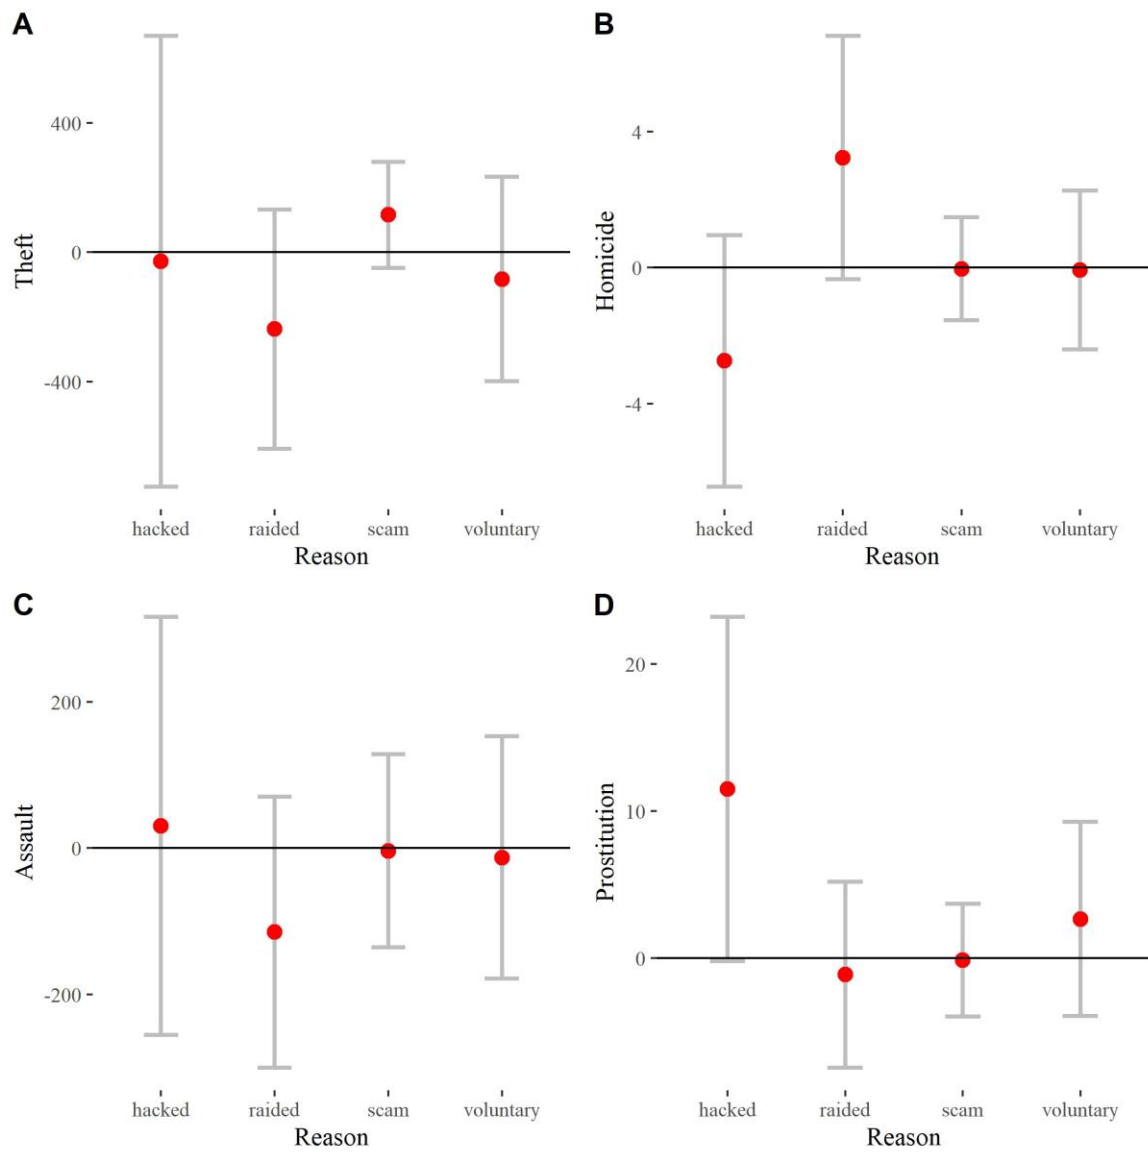 A
Theft
400
0
-400
hacked raided scam voluntary
Reason
B
Homicide
4
0
-4
hacked raided scam voluntary
Reason
C
Assault
200
0
-200
hacked raided scam voluntary
Reason
D
Prostitution
20
10
0
hacked raided scam voluntary
Reason